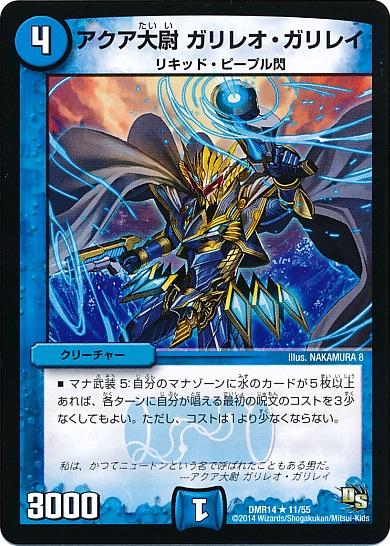 4
アクア大尉 ガリレオ・ガリレイ
たいい
リキッド・ピープル閃
クリーチャー
illus. NAKAMURA 8
■ マナ武装 5:自分のマナゾーンに水のカードが5枚以上
あれば、各ターンに自分が唱える最初の呪文のコストを3少
なくしてもよい。ただし、コストは1より少なくならない。
私は、かつてニュートンという名で呼ばれたこともある男だ。
---アクア大尉 ガリレオ・ガリレイ
3000
1
DS
DMR14 ★ 11/55
©2014 Wizards/Shogakukan/Mitsui-Kids